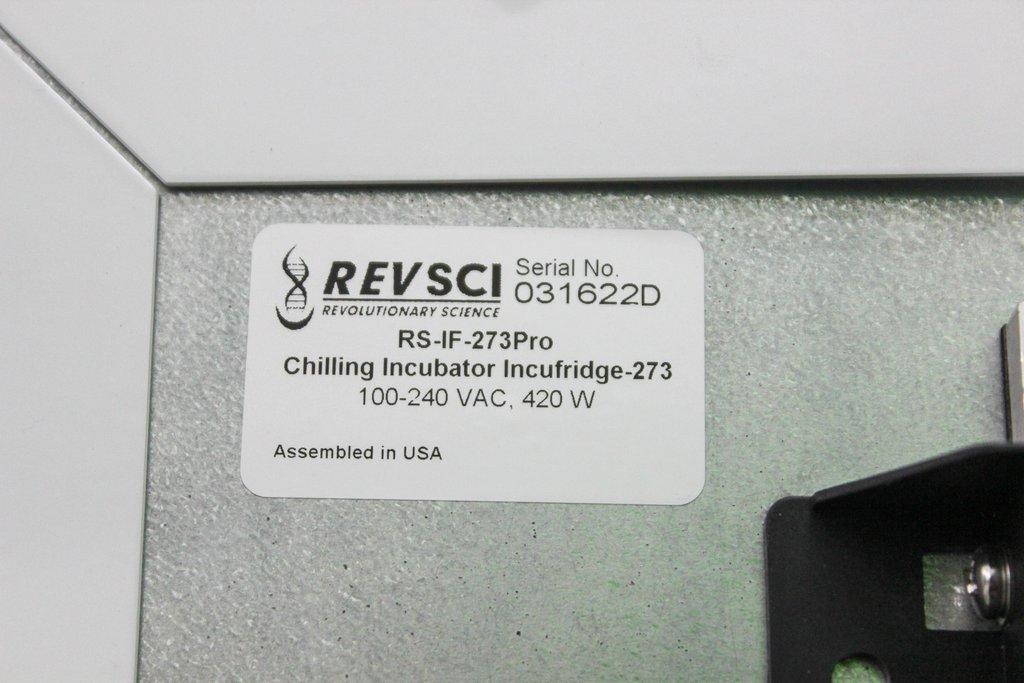 REVSCI
REVOLUTIONARY SCIENCE
Serial No.
031622D
RS-IF-273Pro
Chilling Incubator Incufridge-273
100-240 VAC, 420 W
Assembled in USA